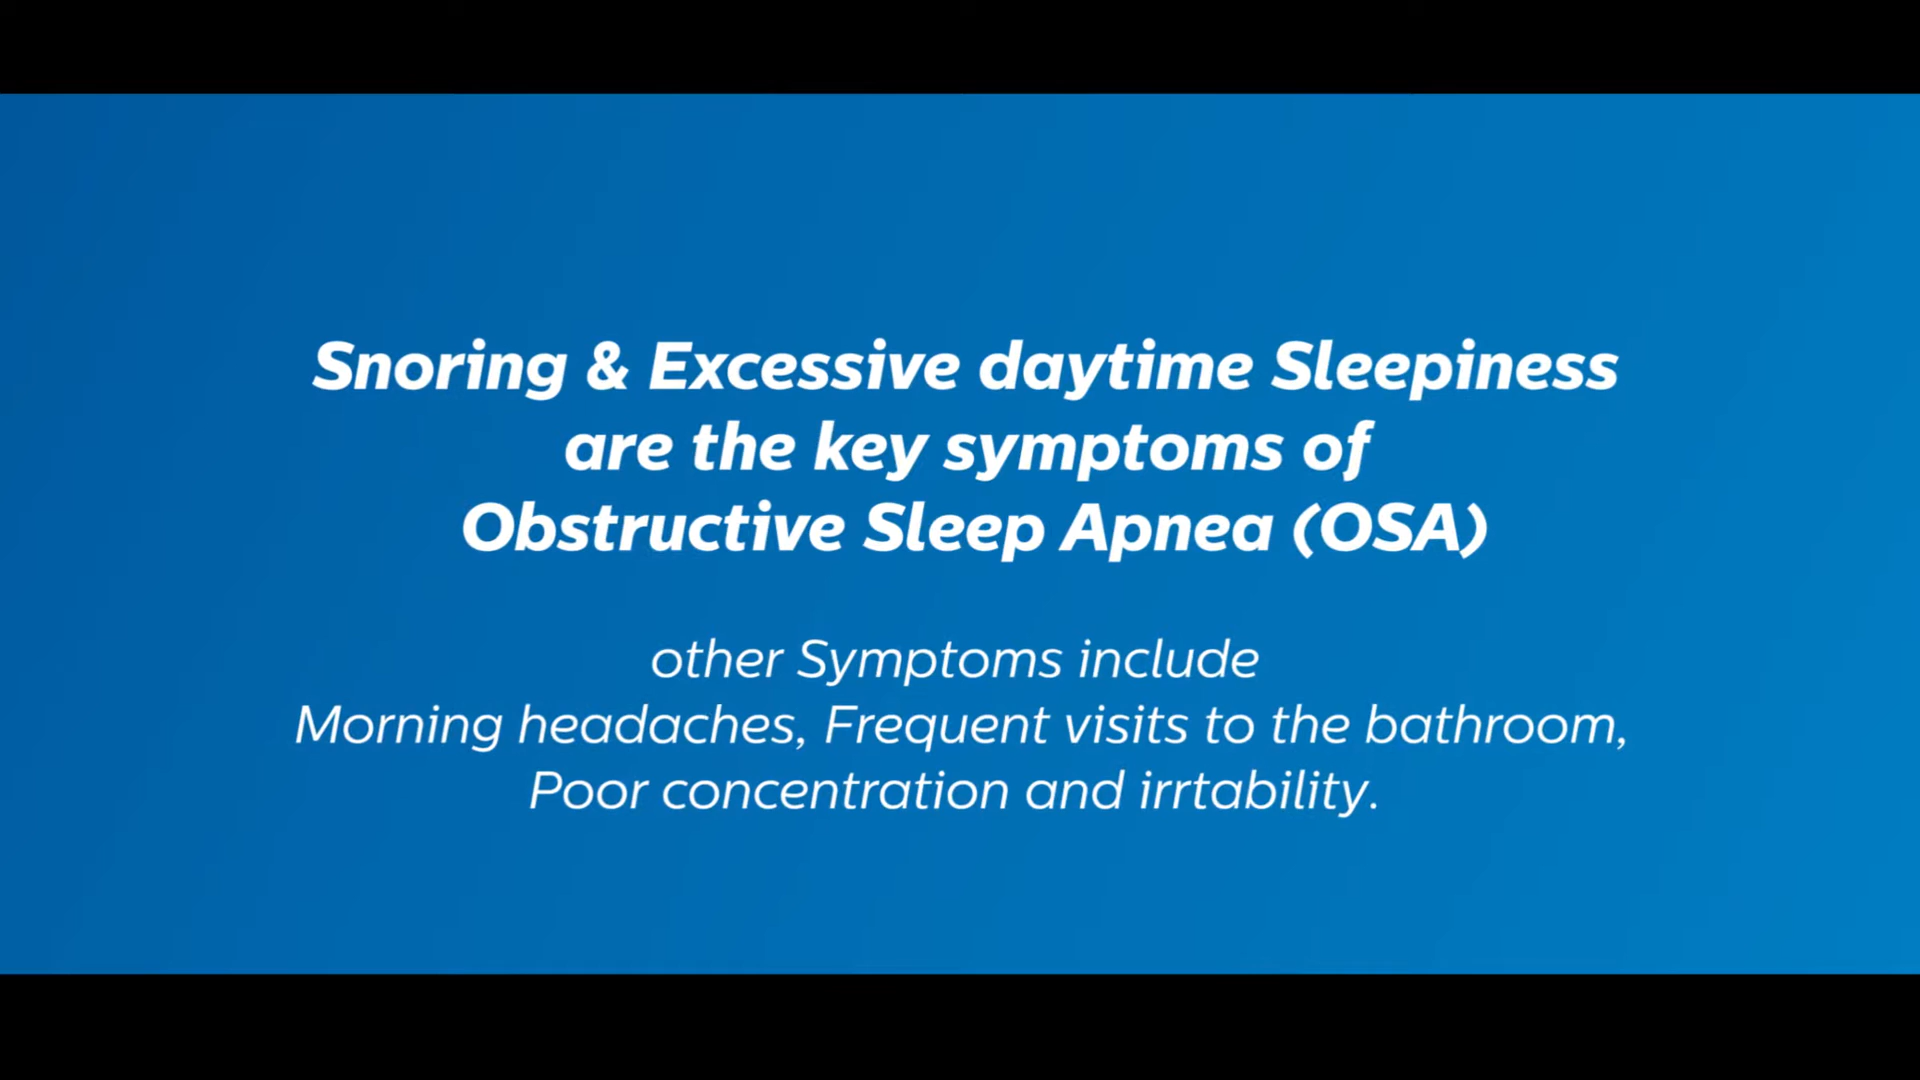 Snoring & Excessive daytime Sleepiness
are the key symptoms of
Obstructive Sleep Apnea (OSA)
other Symptoms include
Morning headaches, Frequent visits to the bathroom,
Poor concentration and irrtability.